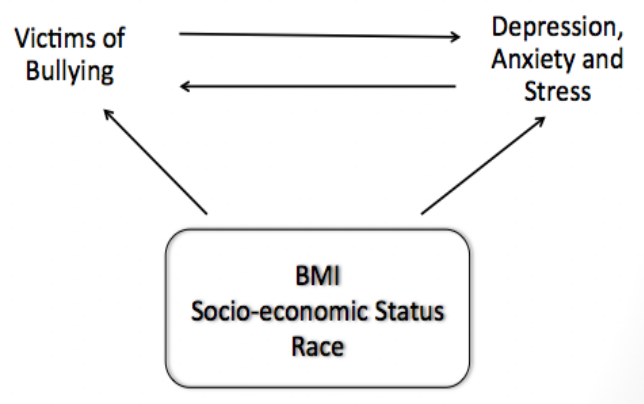 Victims of
Bullying
Depression,
Anxiety and
Stress
BMI
Socio-economic Status
Race